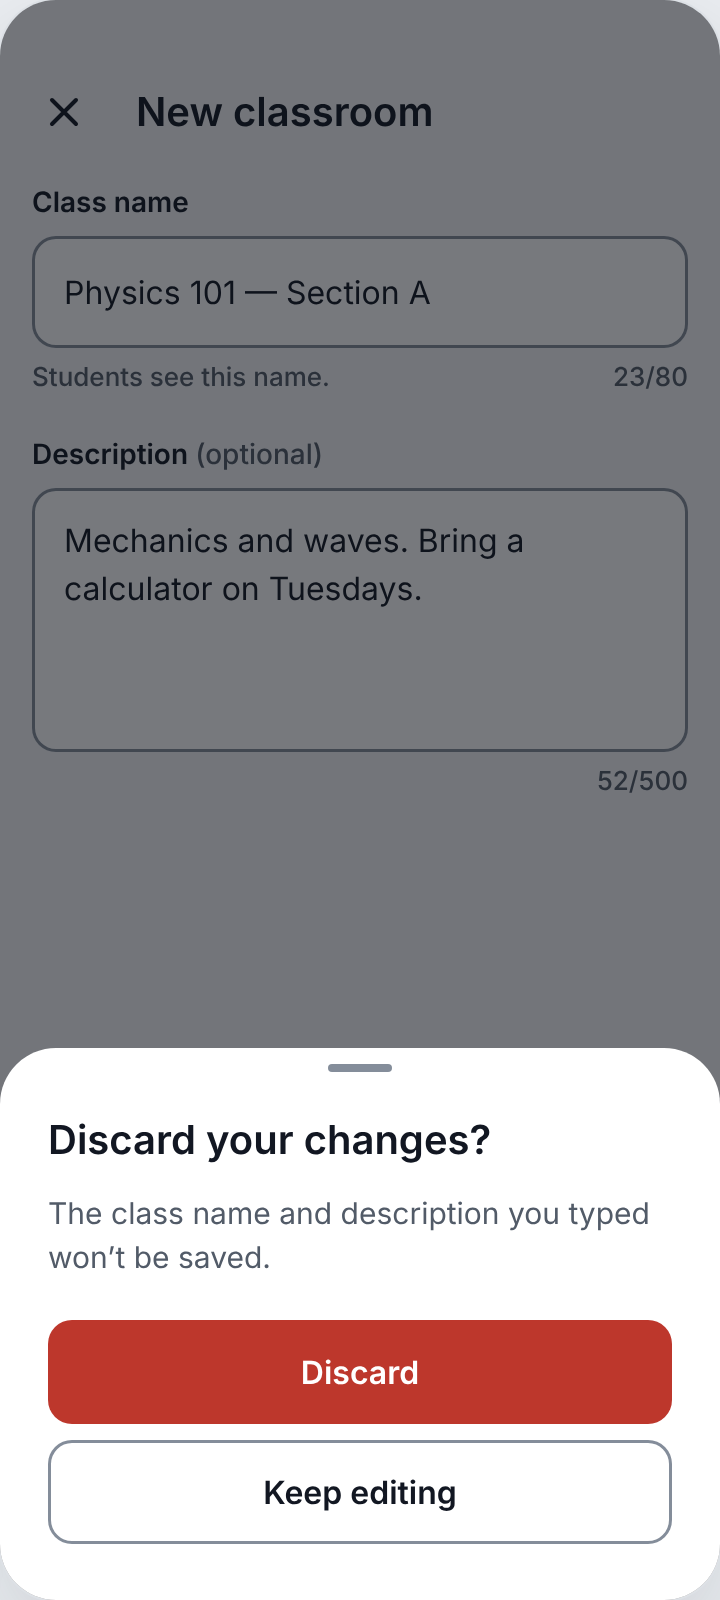 New classroom
Class name
Physics 101 — Section A
Students see this name. 23/80
Description (optional)
Mechanics and waves. Bring a
calculator on Tuesdays.
52/500
Discard your changes?
The class name and description you typed
won’t be saved.
Discard
Keep editing